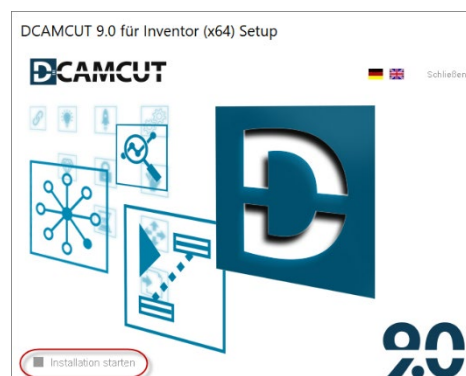 DCAMCUT 9.0 für Inventor (x64) Setup
DCAMCUT
Schließen
D
Installation starten
9.0